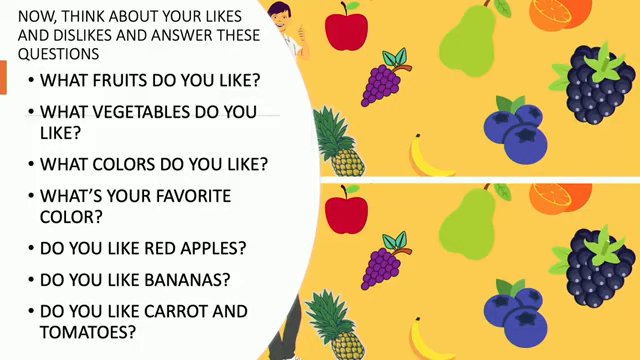 NOW, THINK ABOUT YOUR LIKES
AND DISLIKES AND ANSWER THESE
QUESTIONS
• WHAT FRUITS DO YOU LIKE?
• WHAT VEGETABLES DO YOU
LIKE?
• WHAT COLORS DO YOU LIKE?
• WHAT'S YOUR FAVORITE
COLOR?
• DO YOU LIKE RED APPLES?
• DO YOU LIKE BANANAS?
• DO YOU LIKE CARROT AND
TOMATOES?